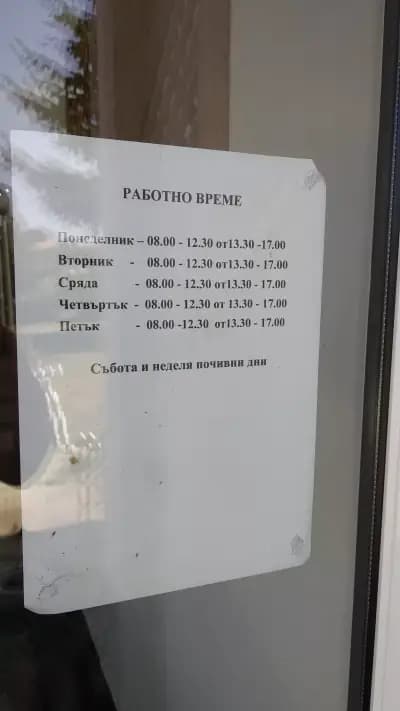 РАБОТНО ВРЕМЕ
Понеделник – 08.00 - 12.30 от13.30 -17.00
Вторник - 08.00 - 12.30 от13.30 - 17.00
Сряда - 08.00 - 12.30 от13.30 - 17.00
Четвъртък - 08.00 - 12.30 от 13.30 - 17.00
Петък - 08.00 -12.30 от13.30 - 17.00
Събота и неделя почивни дни